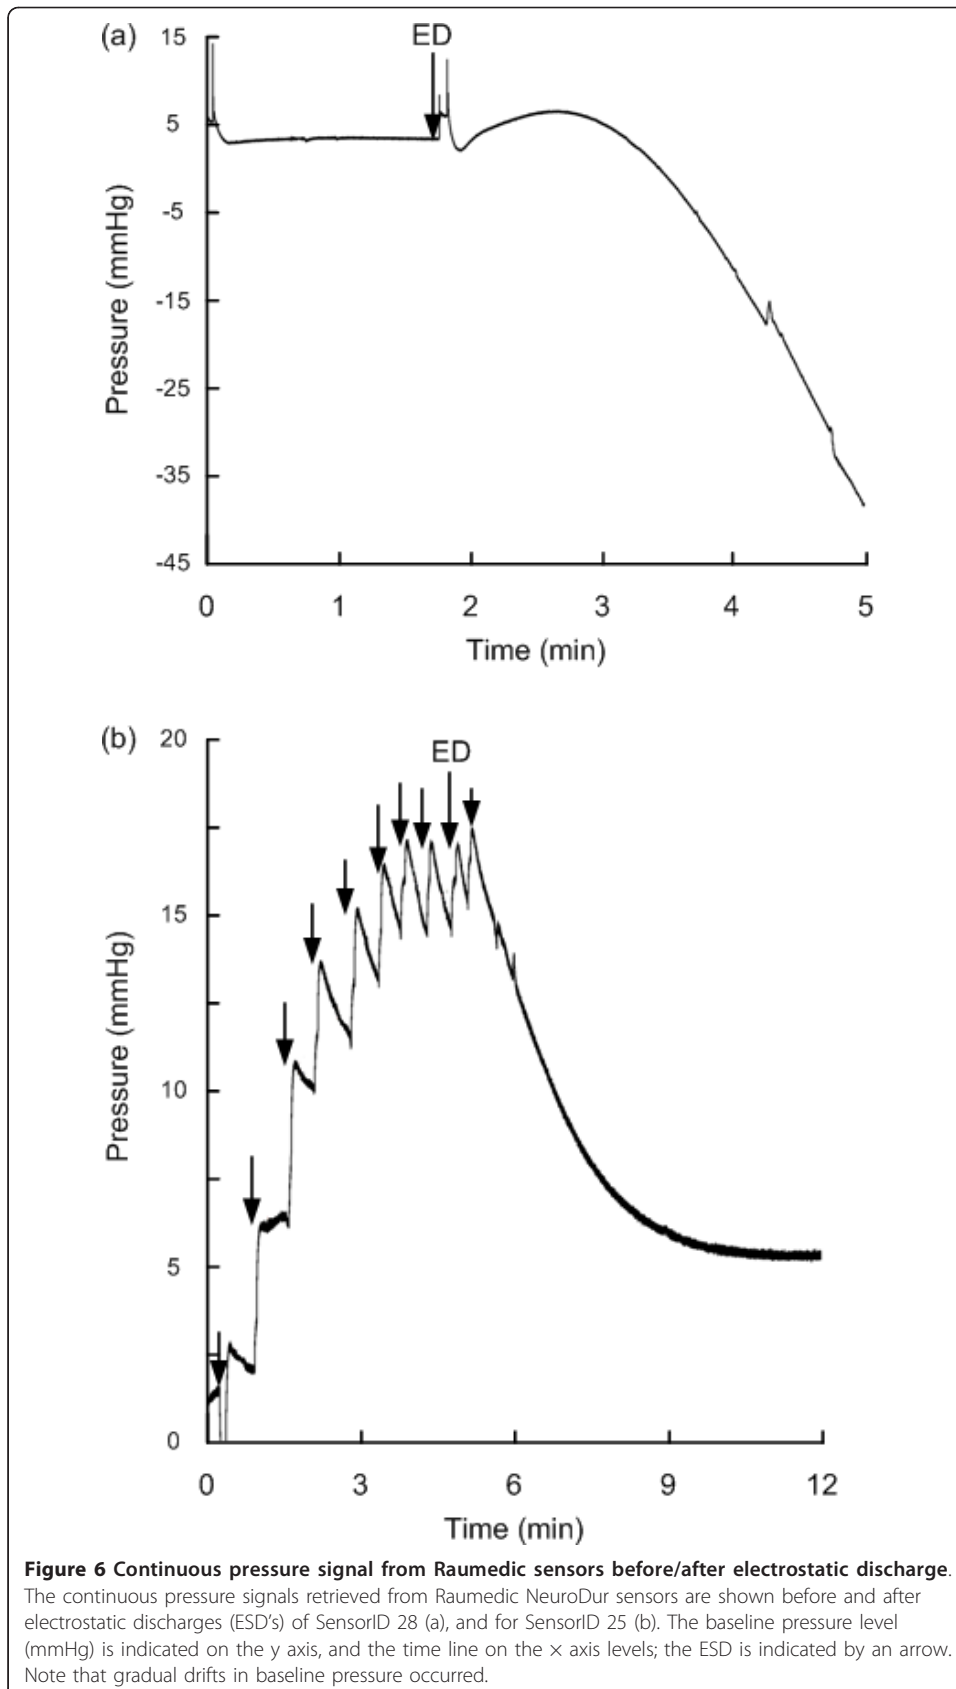 (a)
ED
15
5
-5
-15
-25
-35
-45
Pressure (mmHg)
0 1 2 3 4 5
Time (min)
(b)
ED
20
15
10
5
0
Pressure (mmHg)
0 3 6 9 12
Time (min)
Figure 6 Continuous pressure signal from Raumedic sensors before/after electrostatic discharge.
The continuous pressure signals retrieved from Raumedic NeuroDur sensors are shown before and after
electrostatic discharges (ESD's) of SensorID 28 (a), and for SensorID 25 (b). The baseline pressure level
(mmHg) is indicated on the y axis, and the time line on the × axis levels; the ESD is indicated by an arrow.
Note that gradual drifts in baseline pressure occurred.